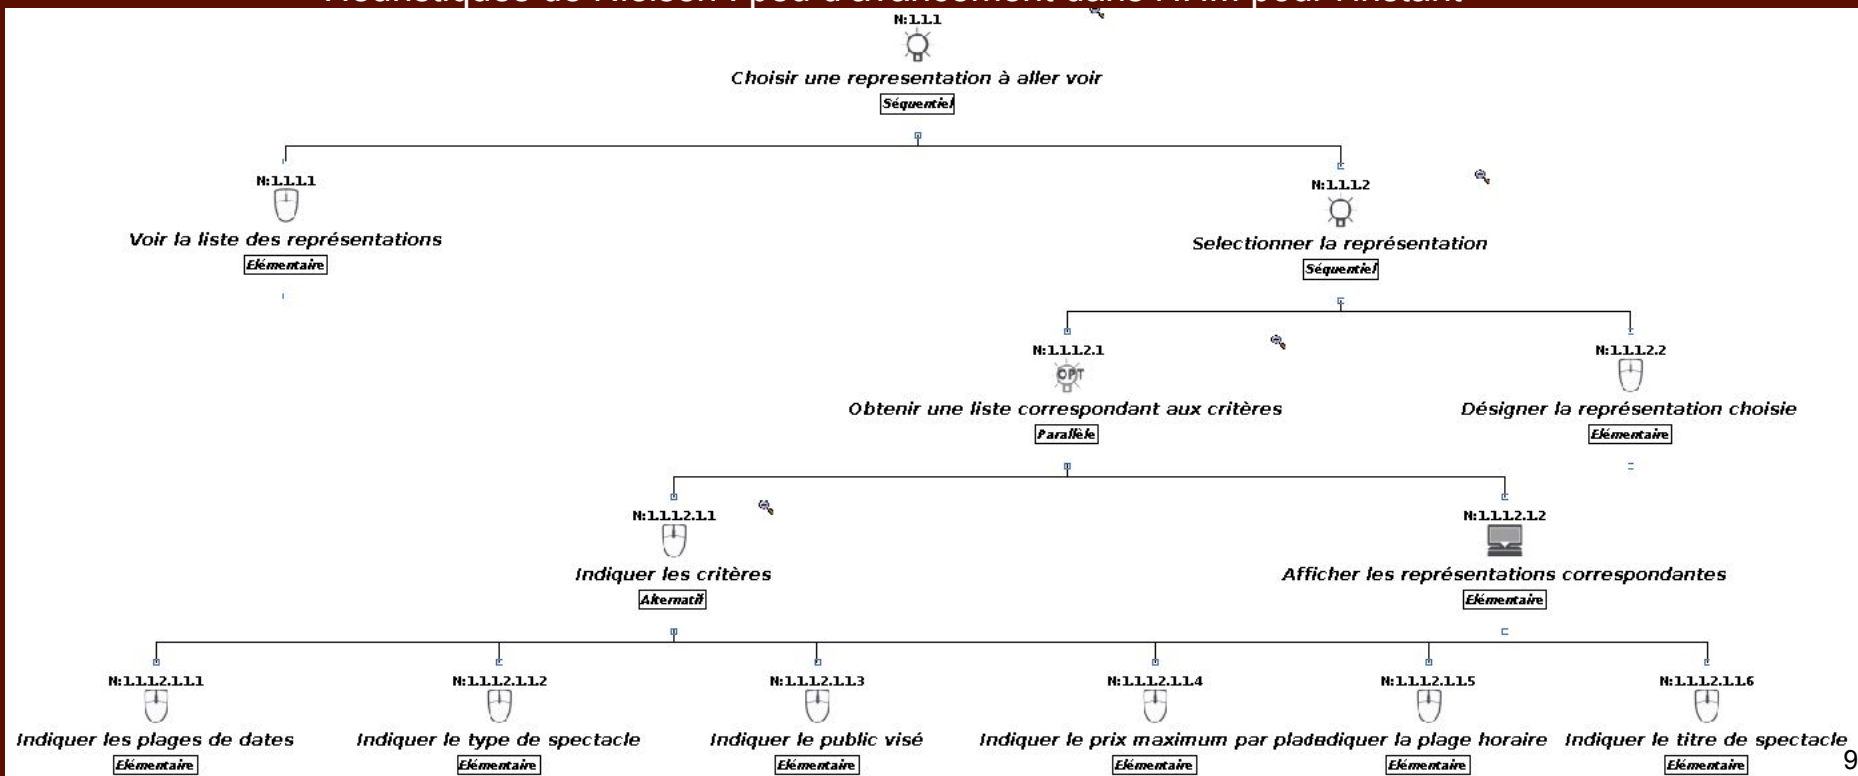 N:1.1.1
Choisir une representation à aller voir
Séquentiel
N:1.1.1.1
Voir la liste des représentations
Elémentaire
N:1.1.1.2
Selectionner la représentation
Séquentiel
N:1.1.1.2.1
OPT
Obtenir une liste correspondant aux critères
Parallèle
N:1.1.1.2.2
Désigner la représentation choisie
Elémentaire
N:1.1.1.2.1.1
Indiquer les critères
Alternatif
N:1.1.1.2.1.2
Afficher les représentations correspondantes
Elémentaire
N:1.1.1.2.1.1.1
Indiquer les plages de dates
Elémentaire
N:1.1.1.2.1.1.2
Indiquer le type de spectacle
Elémentaire
N:1.1.1.2.1.1.3
Indiquer le public visé
Elémentaire
N:1.1.1.2.1.1.4
Indiquer le prix maximum par place
Elémentaire
N:1.1.1.2.1.1.5
Indiquer la plage horaire
Elémentaire
N:1.1.1.2.1.1.6
Indiquer le titre de spectacle
Elémentaire
9